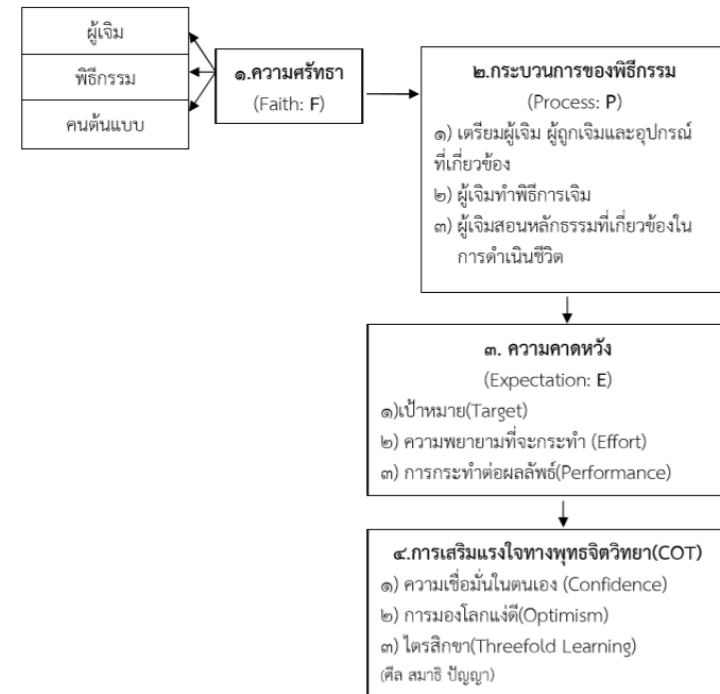 ผู้เจิม
พิธีกรรม
คนต้นแบบ
๑.ความศรัทธา
(Faith: F)
๒.กระบวนการของพิธีกรรม
(Process: P)
๑) เตรียมผู้เจิม ผู้ถูกเจิมและอุปกรณ์
ที่เกี่ยวข้อง
๒) ผู้เจิมทำพิธีการเจิม
๓) ผู้เจิมสอนหลักธรรมที่เกี่ยวข้องใน
การดำเนินชีวิต
๓. ความคาดหวัง
(Expectation: E)
๑)เป้าหมาย(Target)
๒) ความพยายามที่จะกระทำ (Effort)
๓) การกระทำต่อผลลัพธ์(Performance)
๔.การเสริมแรงใจทางพุทธจิตวิทยา(COT)
๑) ความเชื่อมั่นในตนเอง (Confidence)
๒) การมองโลกแง่ดี(Optimism)
๓) ไตรสิกขา(Threefold Learning)
(ศีล สมาธิ ปัญญา)